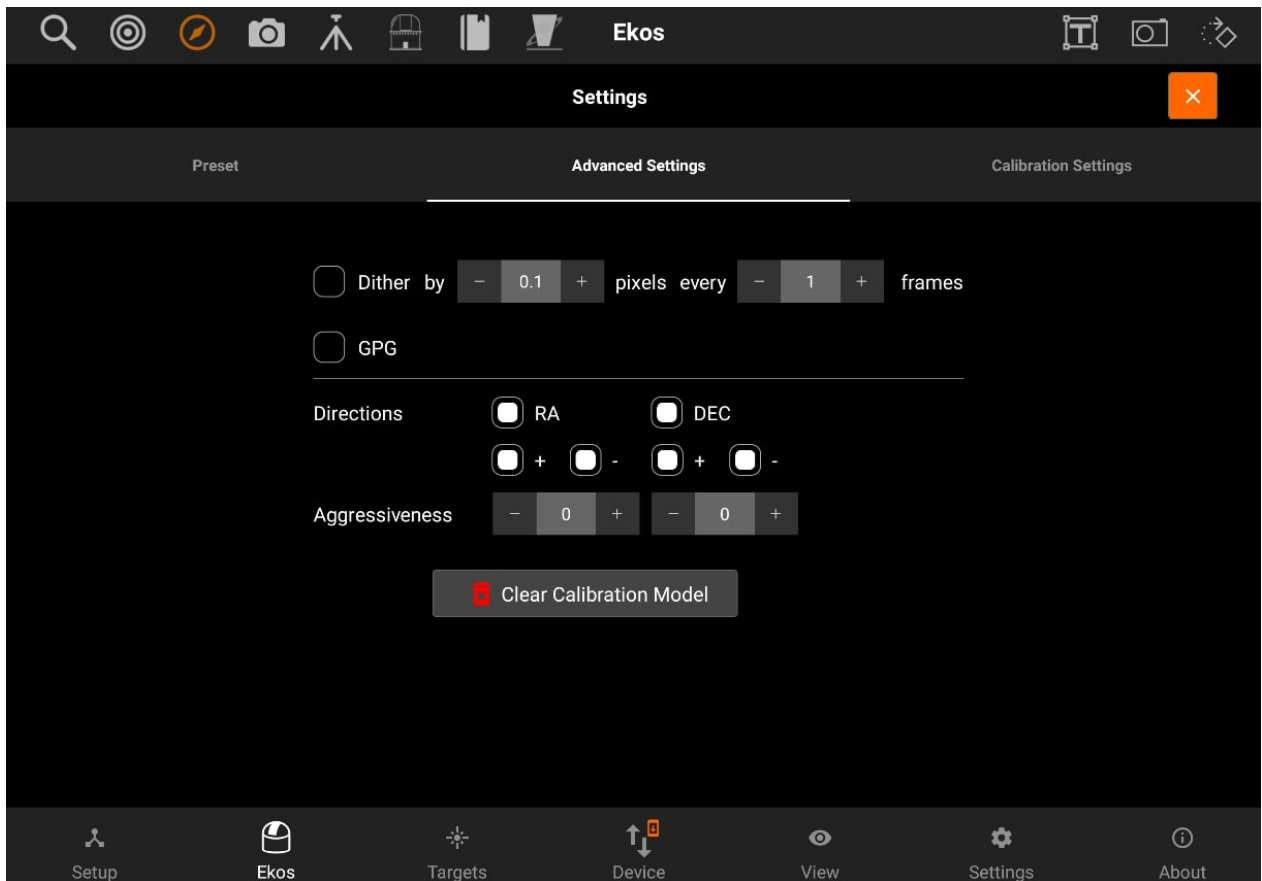 Ekos
Settings
Preset Advanced Settings Calibration Settings
Dither by - 0.1 + pixels every - 1 + frames
GPG
Directions RA DEC
+ - + -
Aggressiveness - 0 + - 0 +
Clear Calibration Model
Setup Ekos Targets Device View Settings About